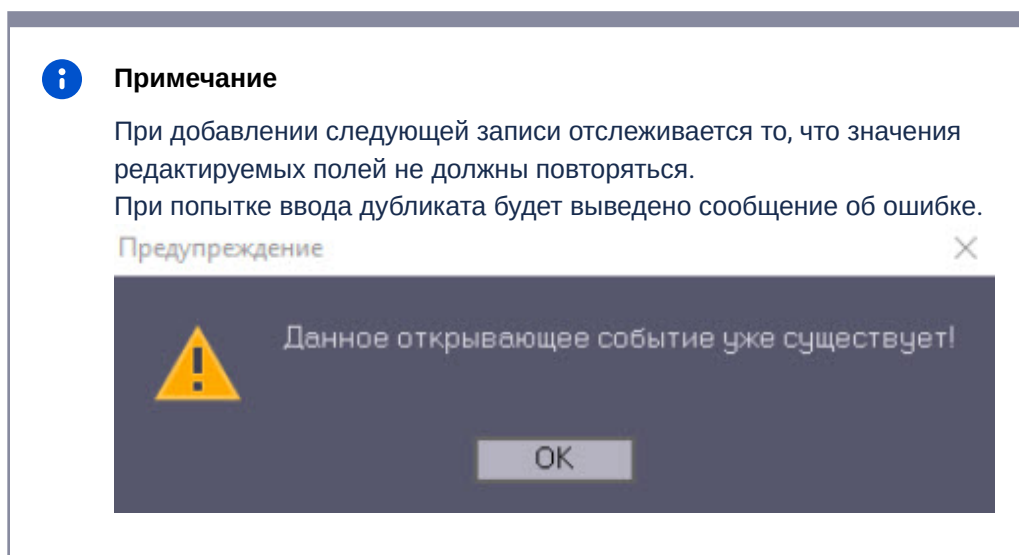 Примечание
При добавлении следующей записи отслеживается то, что значения
редактируемых полей не должны повторяться.
При попытке ввода дубликата будет выведено сообщение об ошибке.
Предупреждение
Данное открывающее событие уже существует!
OK